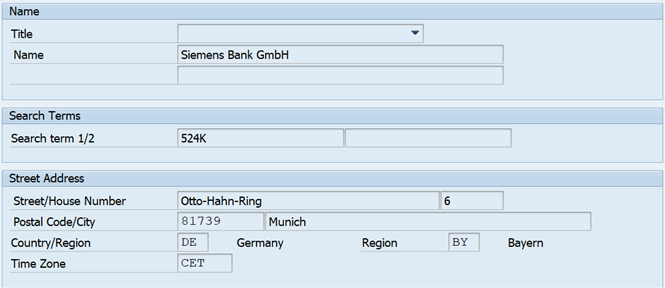 Name
Title
Name Siemens Bank GmbH
Search Terms
Search term 1/2 524K
Street Address
Street/House Number Otto-Hahn-Ring 6
Postal Code/City 81739 Munich
Country/Region DE Germany Region BY Bayern
Time Zone CET